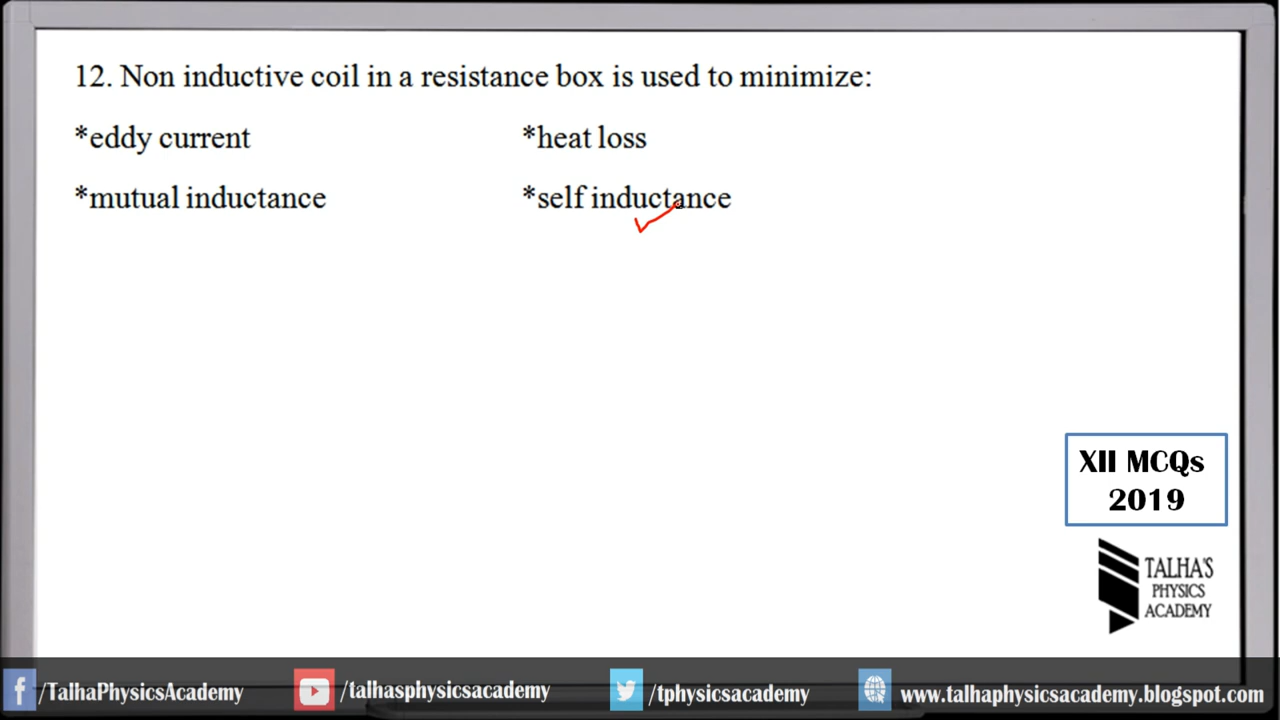 12. Non inductive coil in a resistance box is used to minimize:
*eddy current *heat loss
*mutual inductance *self inductance
XII MCQs
2019
TALHA'S
PHYSICS
ACADEMY
/TalhaPhysicsAcademy /talhasphysicsacademy /tphysicsacademy www.talhaphysicsacademy.blogspot.com